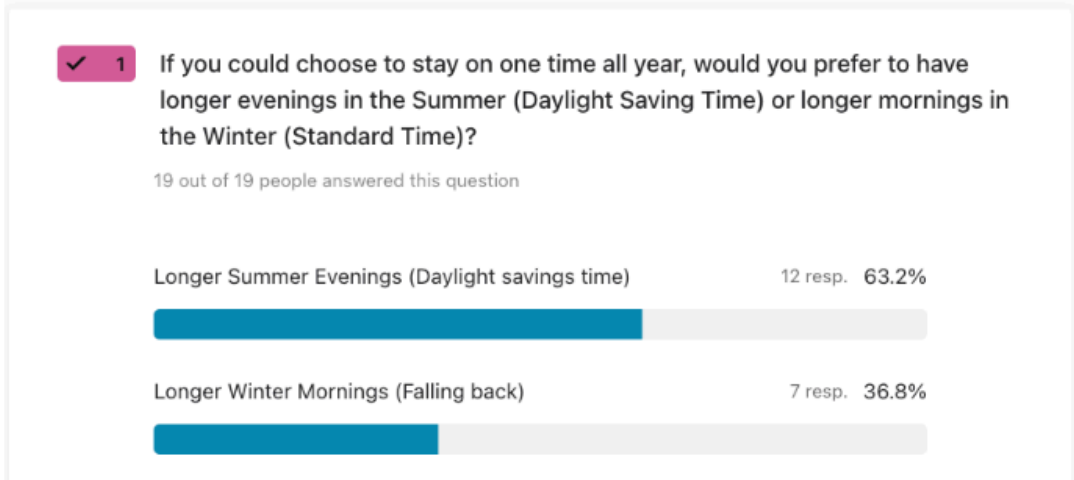 1
If you could choose to stay on one time all year, would you prefer to have
longer evenings in the Summer (Daylight Saving Time) or longer mornings in
the Winter (Standard Time)?
19 out of 19 people answered this question
Longer Summer Evenings (Daylight savings time) 12 resp. 63.2%
Longer Winter Mornings (Falling back) 7 resp. 36.8%